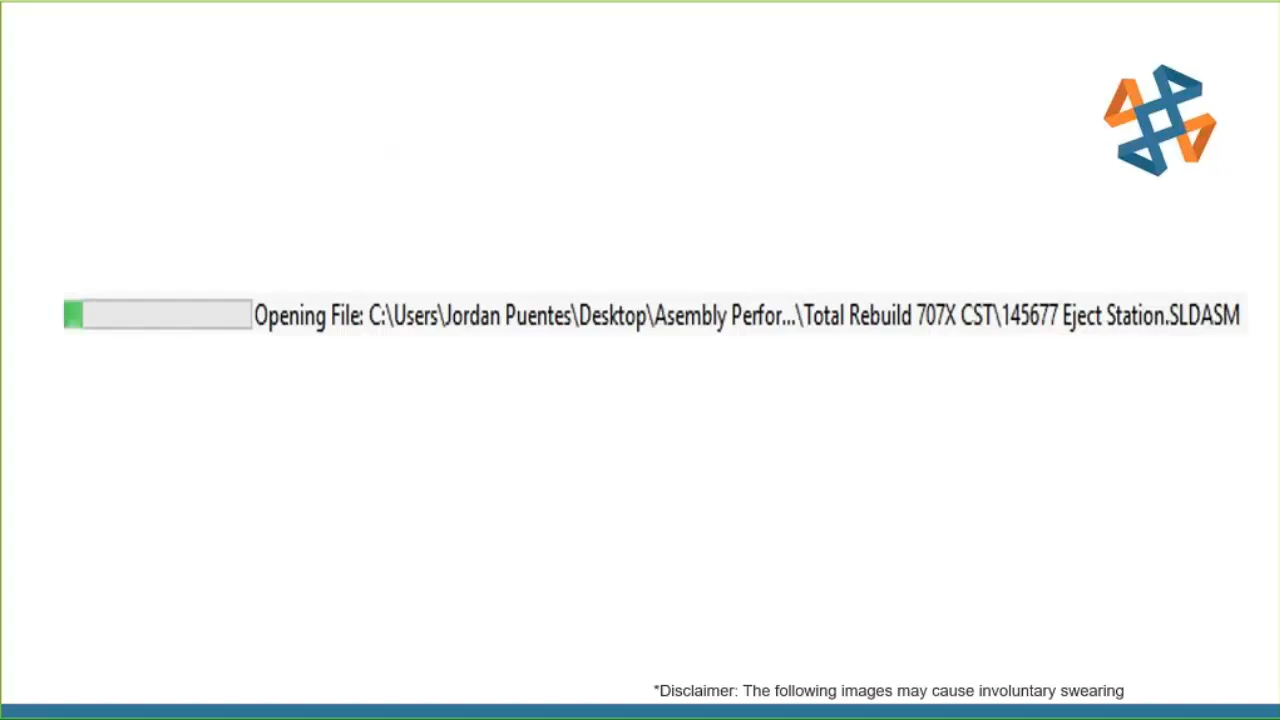 Opening File: C:\Users\Jordan Puentes\Desktop\Asembly Perfor...\Total Rebuild 707X CST\145677 Eject Station.SLDASM
*Disclaimer: The following images may cause involuntary swearing